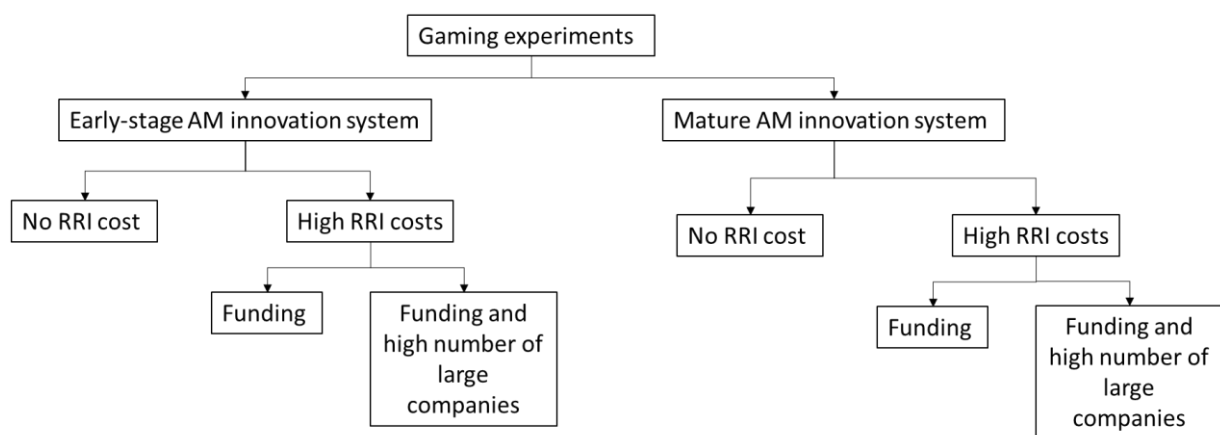 Gaming experiments
Early-stage AM innovation system
Mature AM innovation system
No RRI cost
High RRI costs
No RRI cost
High RRI costs
Funding
Funding and
high number of
large
companies
Funding
Funding and
high number of
large
companies